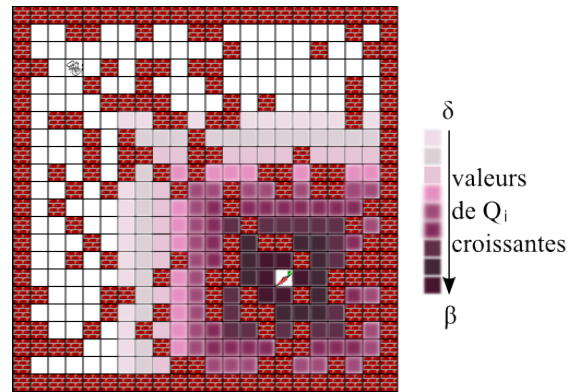 δ
valeurs
de Qi
croissantes
β